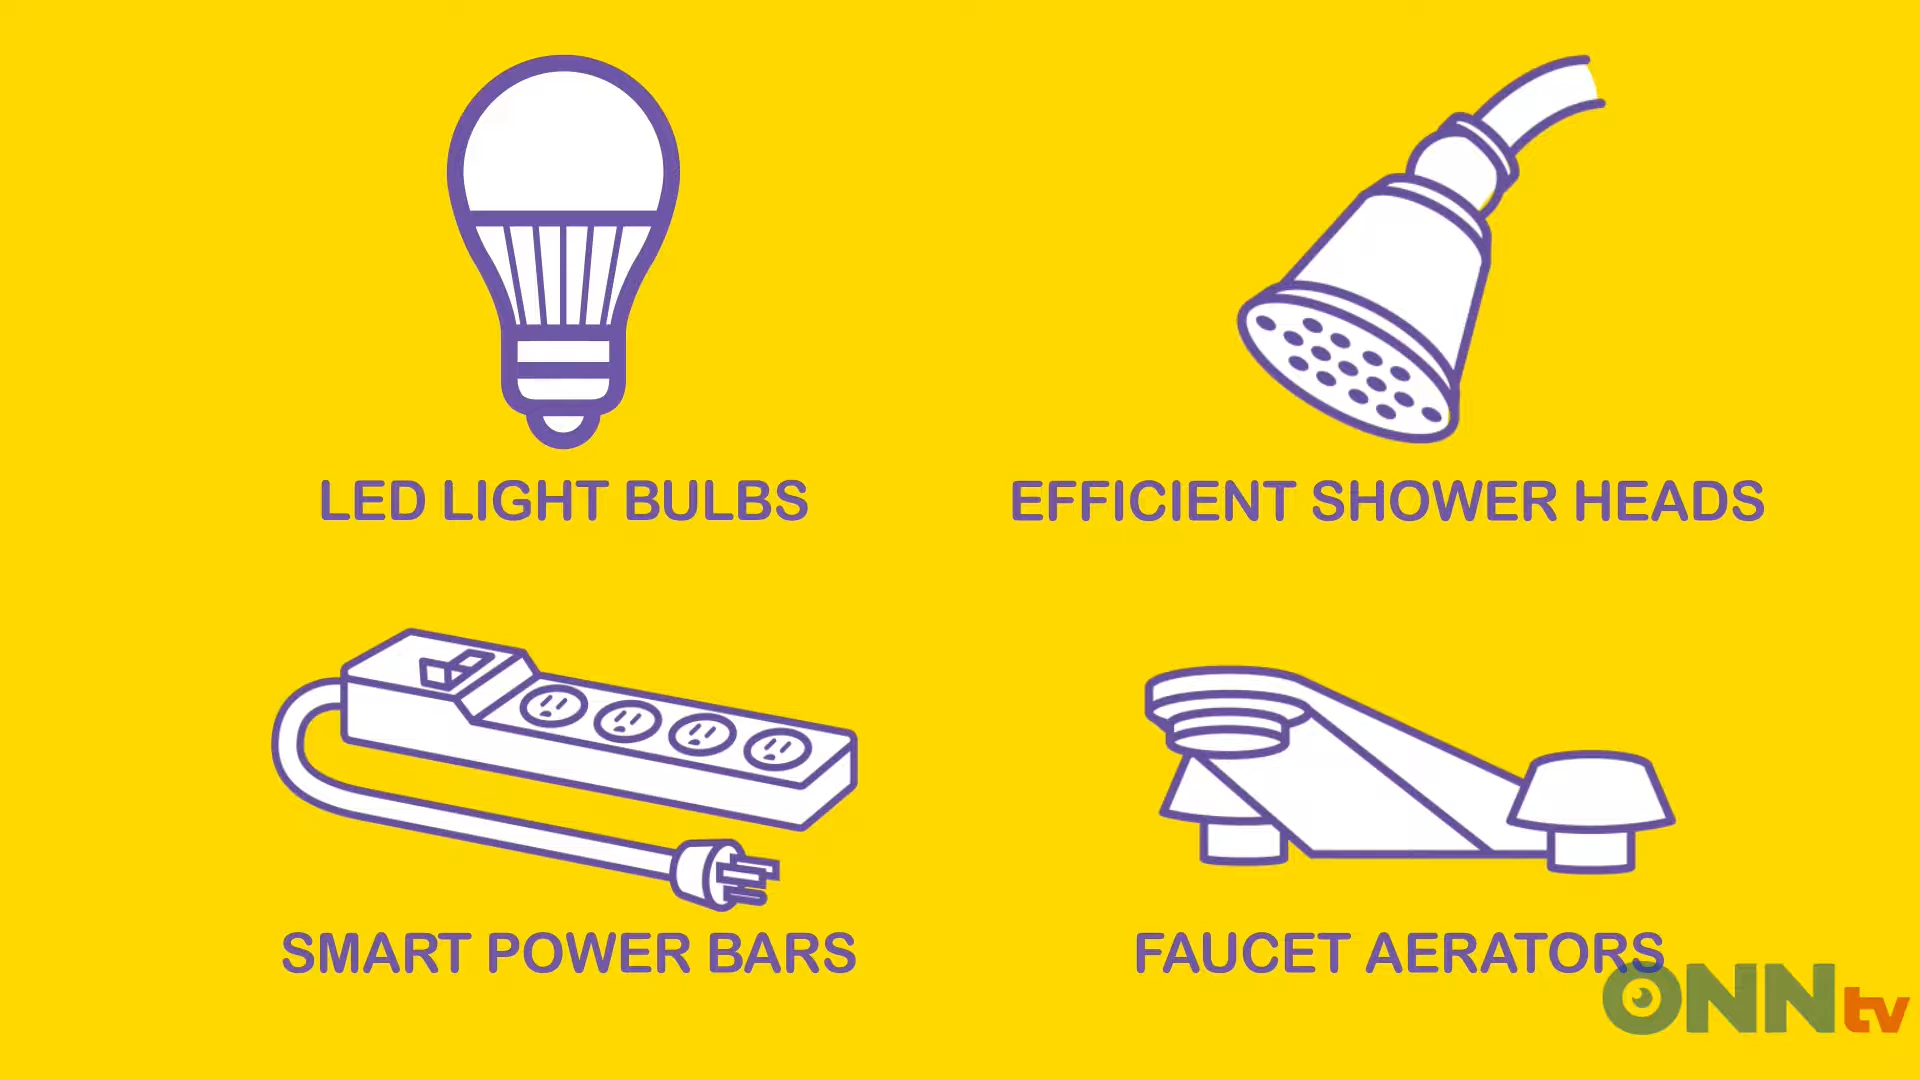 LED LIGHT BULBS
EFFICIENT SHOWER HEADS
SMART POWER BARS
FAUCET AERATORS
ONNtv